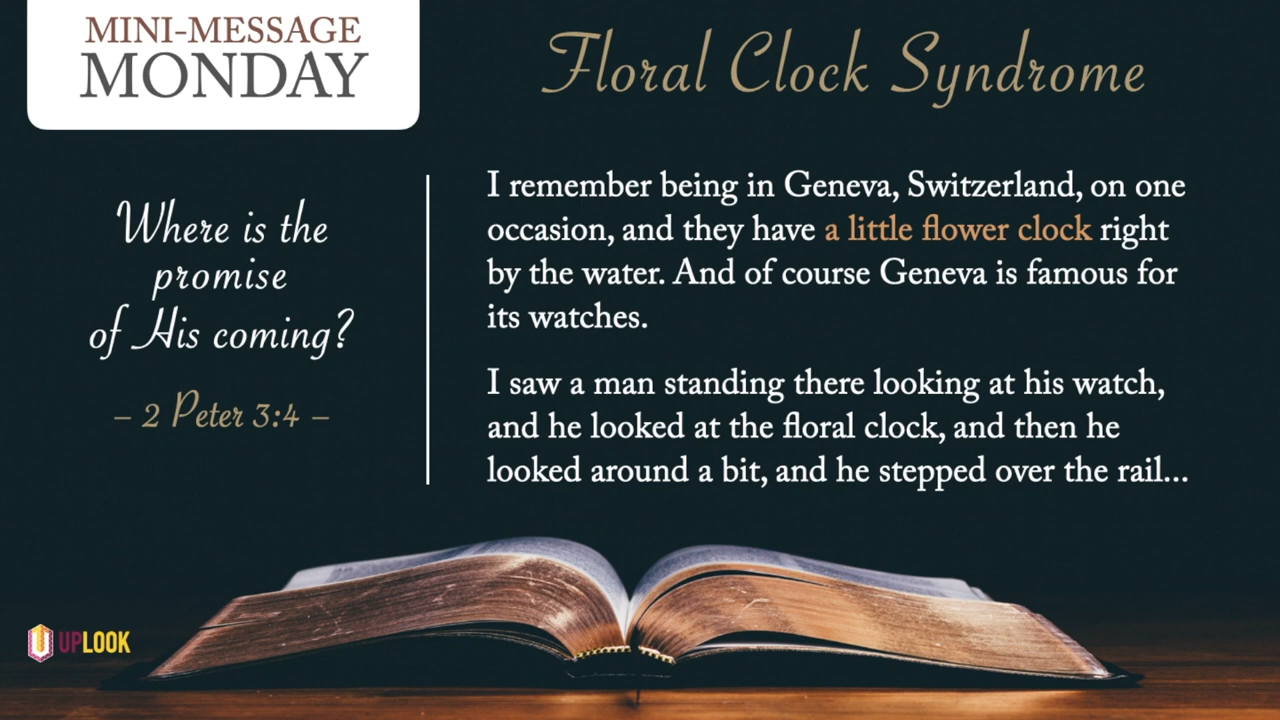 MINI-MESSAGE
MONDAY
Floral Clock Syndrome
Where is the
promise
of His coming?
– 2 Peter 3:4 –
I remember being in Geneva, Switzerland, on one
occasion, and they have a little flower clock right
by the water. And of course Geneva is famous for
its watches.
I saw a man standing there looking at his watch,
and he looked at the floral clock, and then he
looked around a bit, and he stepped over the rail...
UPLOOK